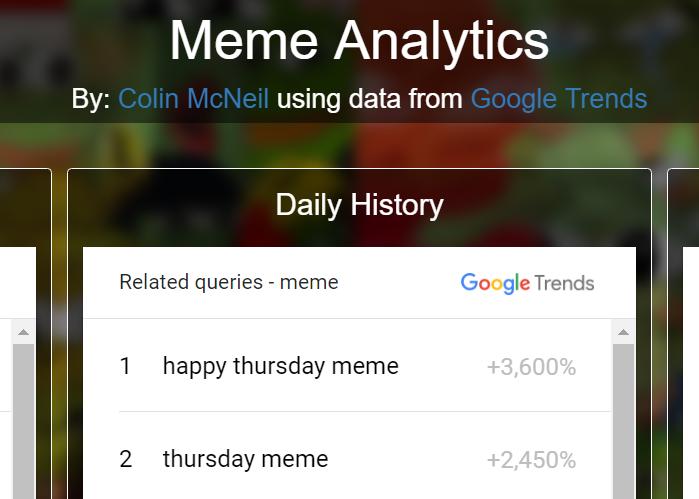 Meme Analytics
By: Colin McNeil using data from Google Trends
Daily History
Related queries - meme Google Trends
1 happy thursday meme +3,600%
2 thursday meme +2,450%